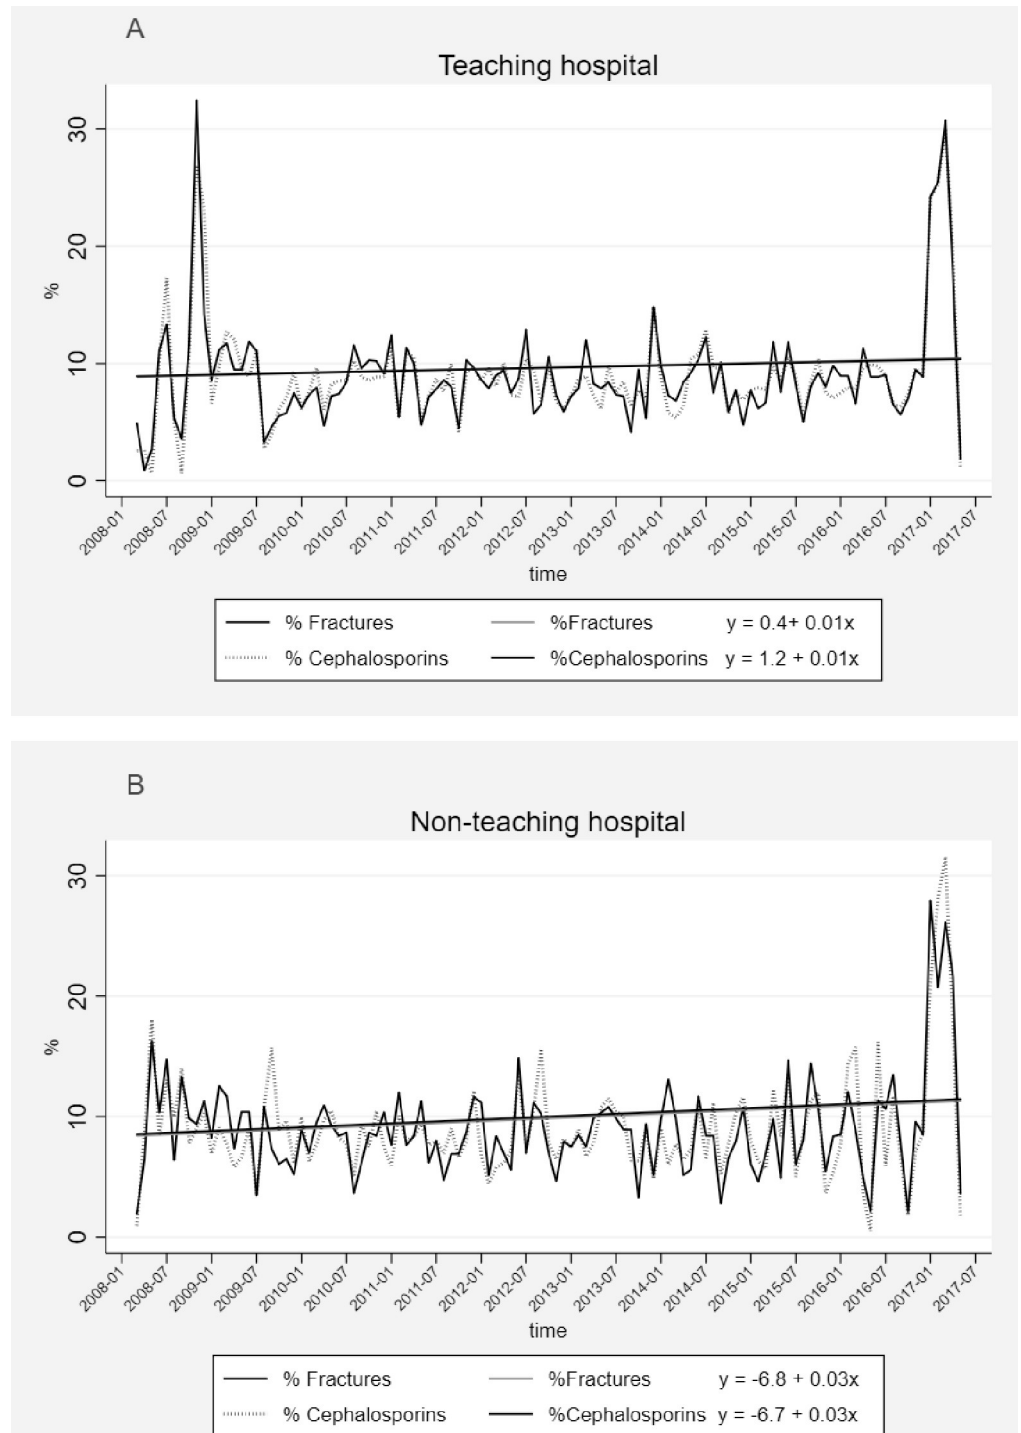 A
Teaching hospital
30
20
10
0
%
2008-01 2008-07 2009-01 2009-07 2010-01 2010-07 2011-01 2011-07 2012-01 2012-07 2013-01 2013-07 2014-01 2014-07 2015-01 2015-07 2016-01 2016-07 2017-01 2017-07
time
% Fractures %Fractures y = 0.4+ 0.01x
% Cephalosporins %Cephalosporins y = 1.2 + 0.01x
B
Non-teaching hospital
30
20
10
0
%
2008-01 2008-07 2009-01 2009-07 2010-01 2010-07 2011-01 2011-07 2012-01 2012-07 2013-01 2013-07 2014-01 2014-07 2015-01 2015-07 2016-01 2016-07 2017-01 2017-07
time
% Fractures %Fractures y = -6.8 + 0.03x
% Cephalosporins %Cephalosporins y = -6.7 + 0.03x